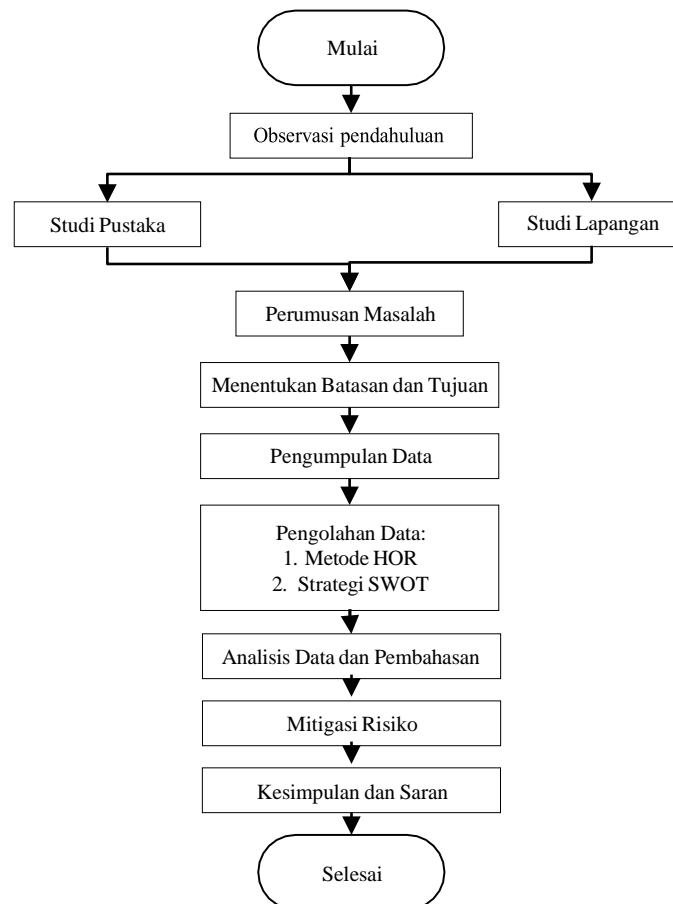 Mulai
Observasi pendahuluan
Studi Pustaka
Studi Lapangan
Perumusan Masalah
Menentukan Batasan dan Tujuan
Pengumpulan Data
Pengolahan Data:
1. Metode HOR
2. Strategi SWOT
Analisis Data dan Pembahasan
Mitigasi Risiko
Kesimpulan dan Saran
Selesai